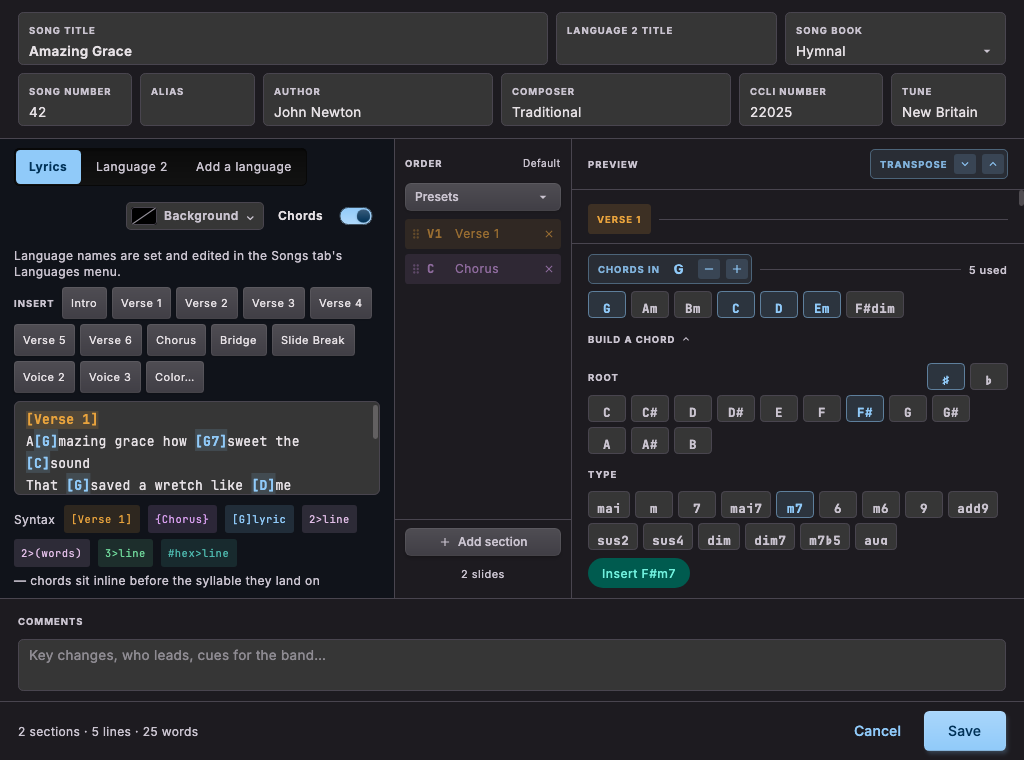 SONG TITLE
Amazing Grace
LANGUAGE 2 TITLE
SONG BOOK
Hymnal
SONG NUMBER
42
ALIAS
AUTHOR
John Newton
COMPOSER
Traditional
CCLI NUMBER
22025
TUNE
New Britain
Lyrics
Language 2
Add a language
Background
Chords
Language names are set and edited in the Songs tab's
Languages menu.
INSERT Intro Verse 1 Verse 2 Verse 3 Verse 4
Verse 5 Verse 6 Chorus Bridge Slide Break
Voice 2 Voice 3 Color...
[Verse 1]
A[G]mazing grace how [G7]sweet the
[C]sound
That [G]saved a wretch like [D]me
Syntax [Verse 1] {Chorus} [G]lyric 2>line
2>(words) 3>line #hex>line
— chords sit inline before the syllable they land on
ORDER Default
Presets
V1 Verse 1 ×
C Chorus ×
+ Add section
2 slides
PREVIEW
TRANSPOSE
VERSE 1
CHORDS IN G − +
5 used
G Am Bm C D Em F#dim
BUILD A CHORD
ROOT
♯ ♭
C C# D D# E F F# G G#
A A# B
TYPE
maj m 7 maj7 m7 6 m6 9 add9
sus2 sus4 dim dim7 m7b5 aug
Insert F#m7
COMMENTS
Key changes, who leads, cues for the band...
2 sections · 5 lines · 25 words
Cancel
Save